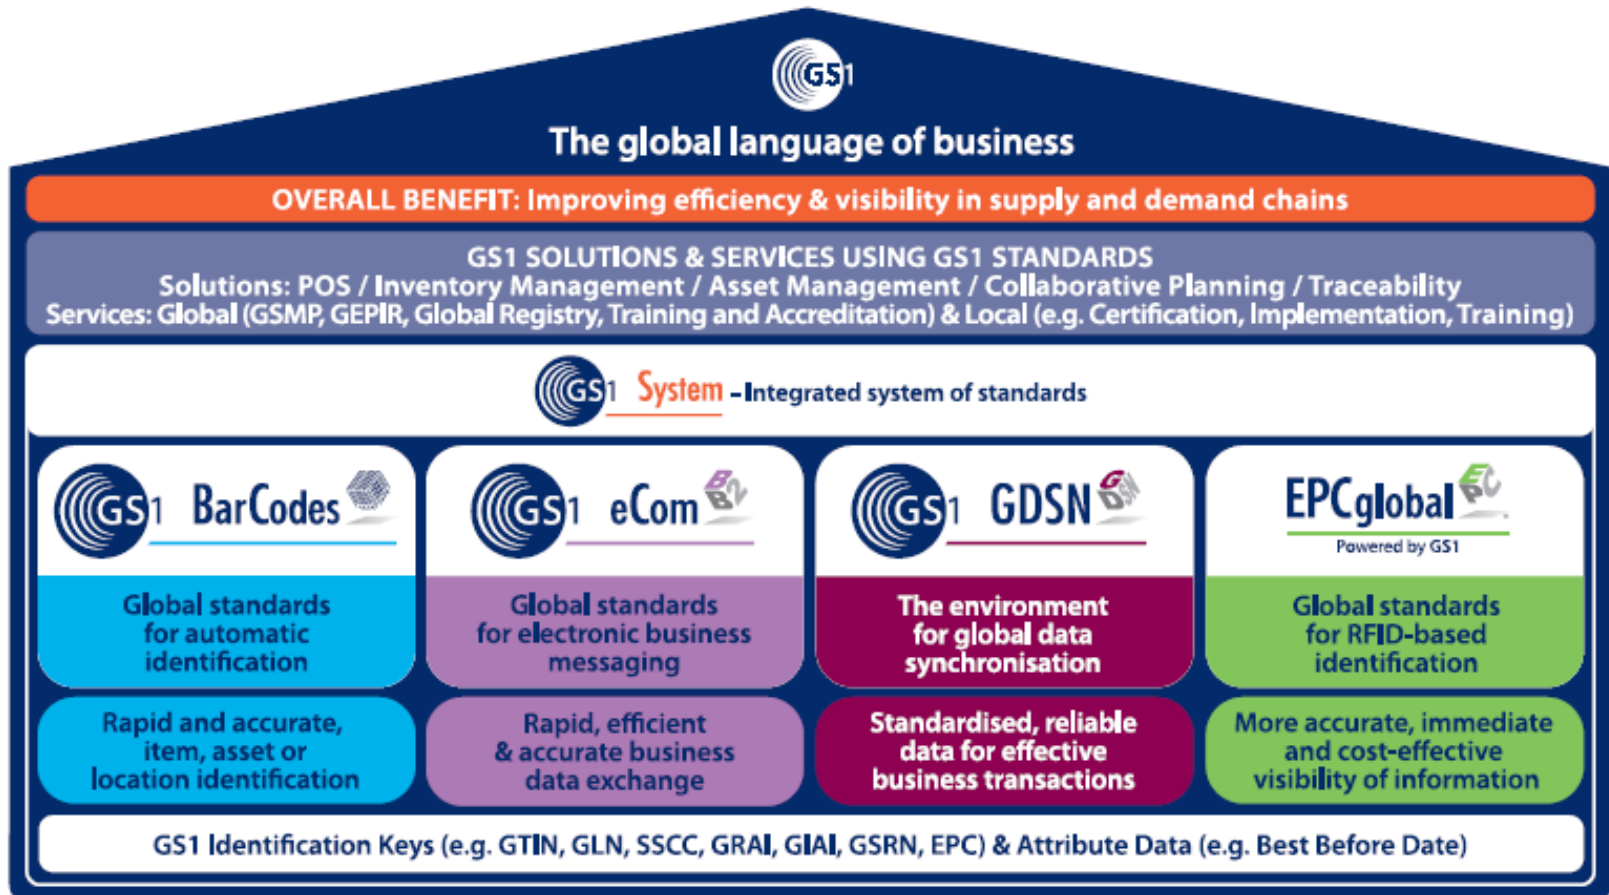 GS1
The global language of business
OVERALL BENEFIT: Improving efficiency & visibility in supply and demand chains
GS1 SOLUTIONS & SERVICES USING GS1 STANDARDS
Solutions: POS / Inventory Management / Asset Management / Collaborative Planning / Traceability
Services: Global (GSMP, GEPIR, Global Registry, Training and Accreditation) & Local (e.g. Certification, Implementation, Training)
GS1 System – Integrated system of standards
GS1 BarCodes
Global standards
for automatic
identification
Rapid and accurate,
item, asset or
location identification
GS1 eCom B2B
Global standards
for electronic business
messaging
Rapid, efficient
& accurate business
data exchange
GS1 GDSN GDSN
The environment
for global data
synchronisation
Standardised, reliable
data for effective
business transactions
EPCglobal EPC
Powered by GS1
Global standards
for RFID-based
identification
More accurate, immediate
and cost-effective
visibility of information
GS1 Identification Keys (e.g. GTIN, GLN, SSCC, GRAI, GIAI, GSRN, EPC) & Attribute Data (e.g. Best Before Date)